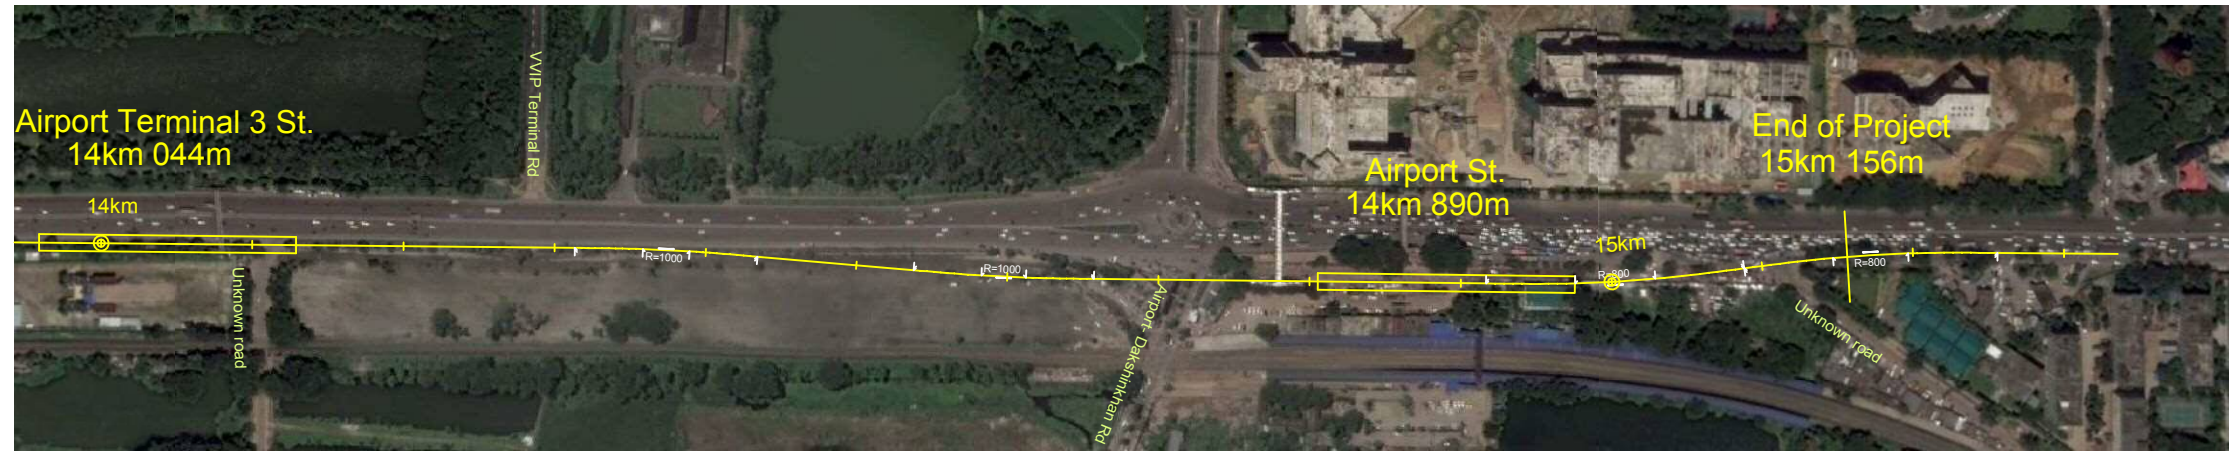 Airport Terminal 3 St.
14km 044m
14km
VVIP Terminal Rd
Unknown road
R=1000
R=1000
Airport- Dakshinkhan Rd
Airport St.
14km 890m
15km
R=800
End of Project
15km 156m
R=800
Unknown road